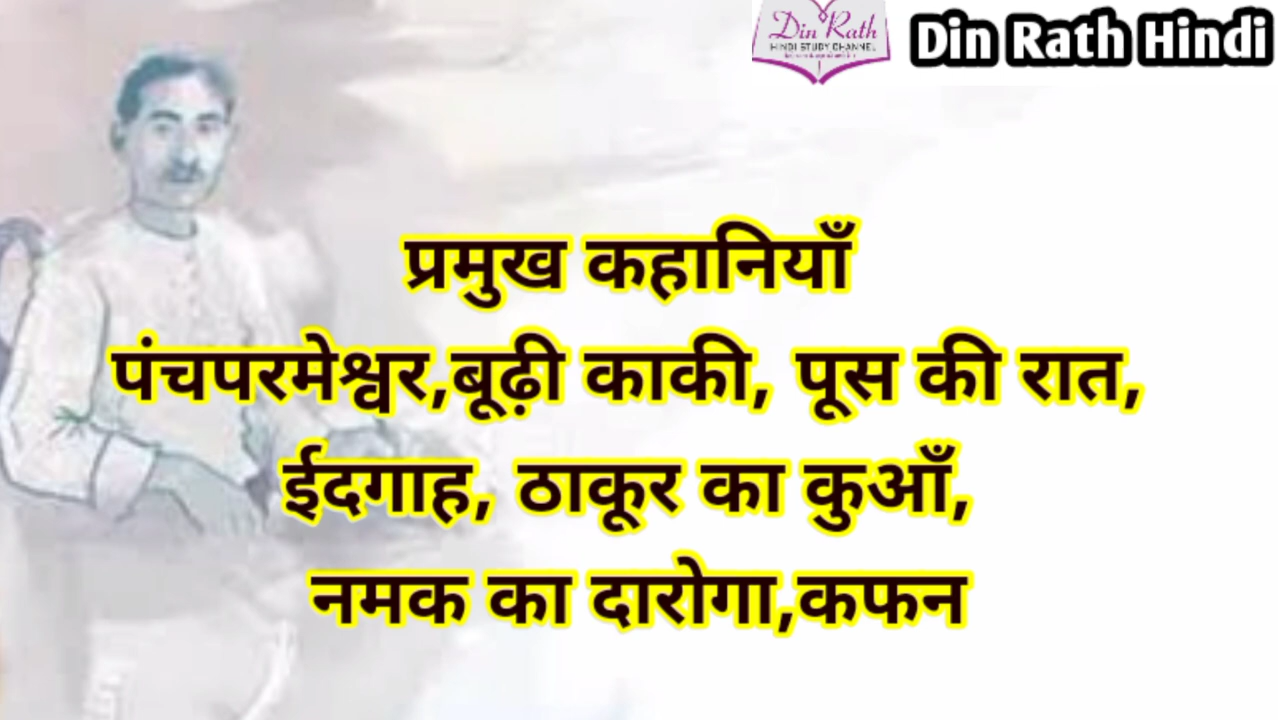 Din Rath
HINDI STUDY CHANNEL
Din Rath Hindi
प्रमुख कहानियाँ
पंचपरमेश्वर,बूढ़ी काकी, पूस की रात,
ईदगाह, ठाकूर का कुआँ,
नमक का दारोगा,कफन